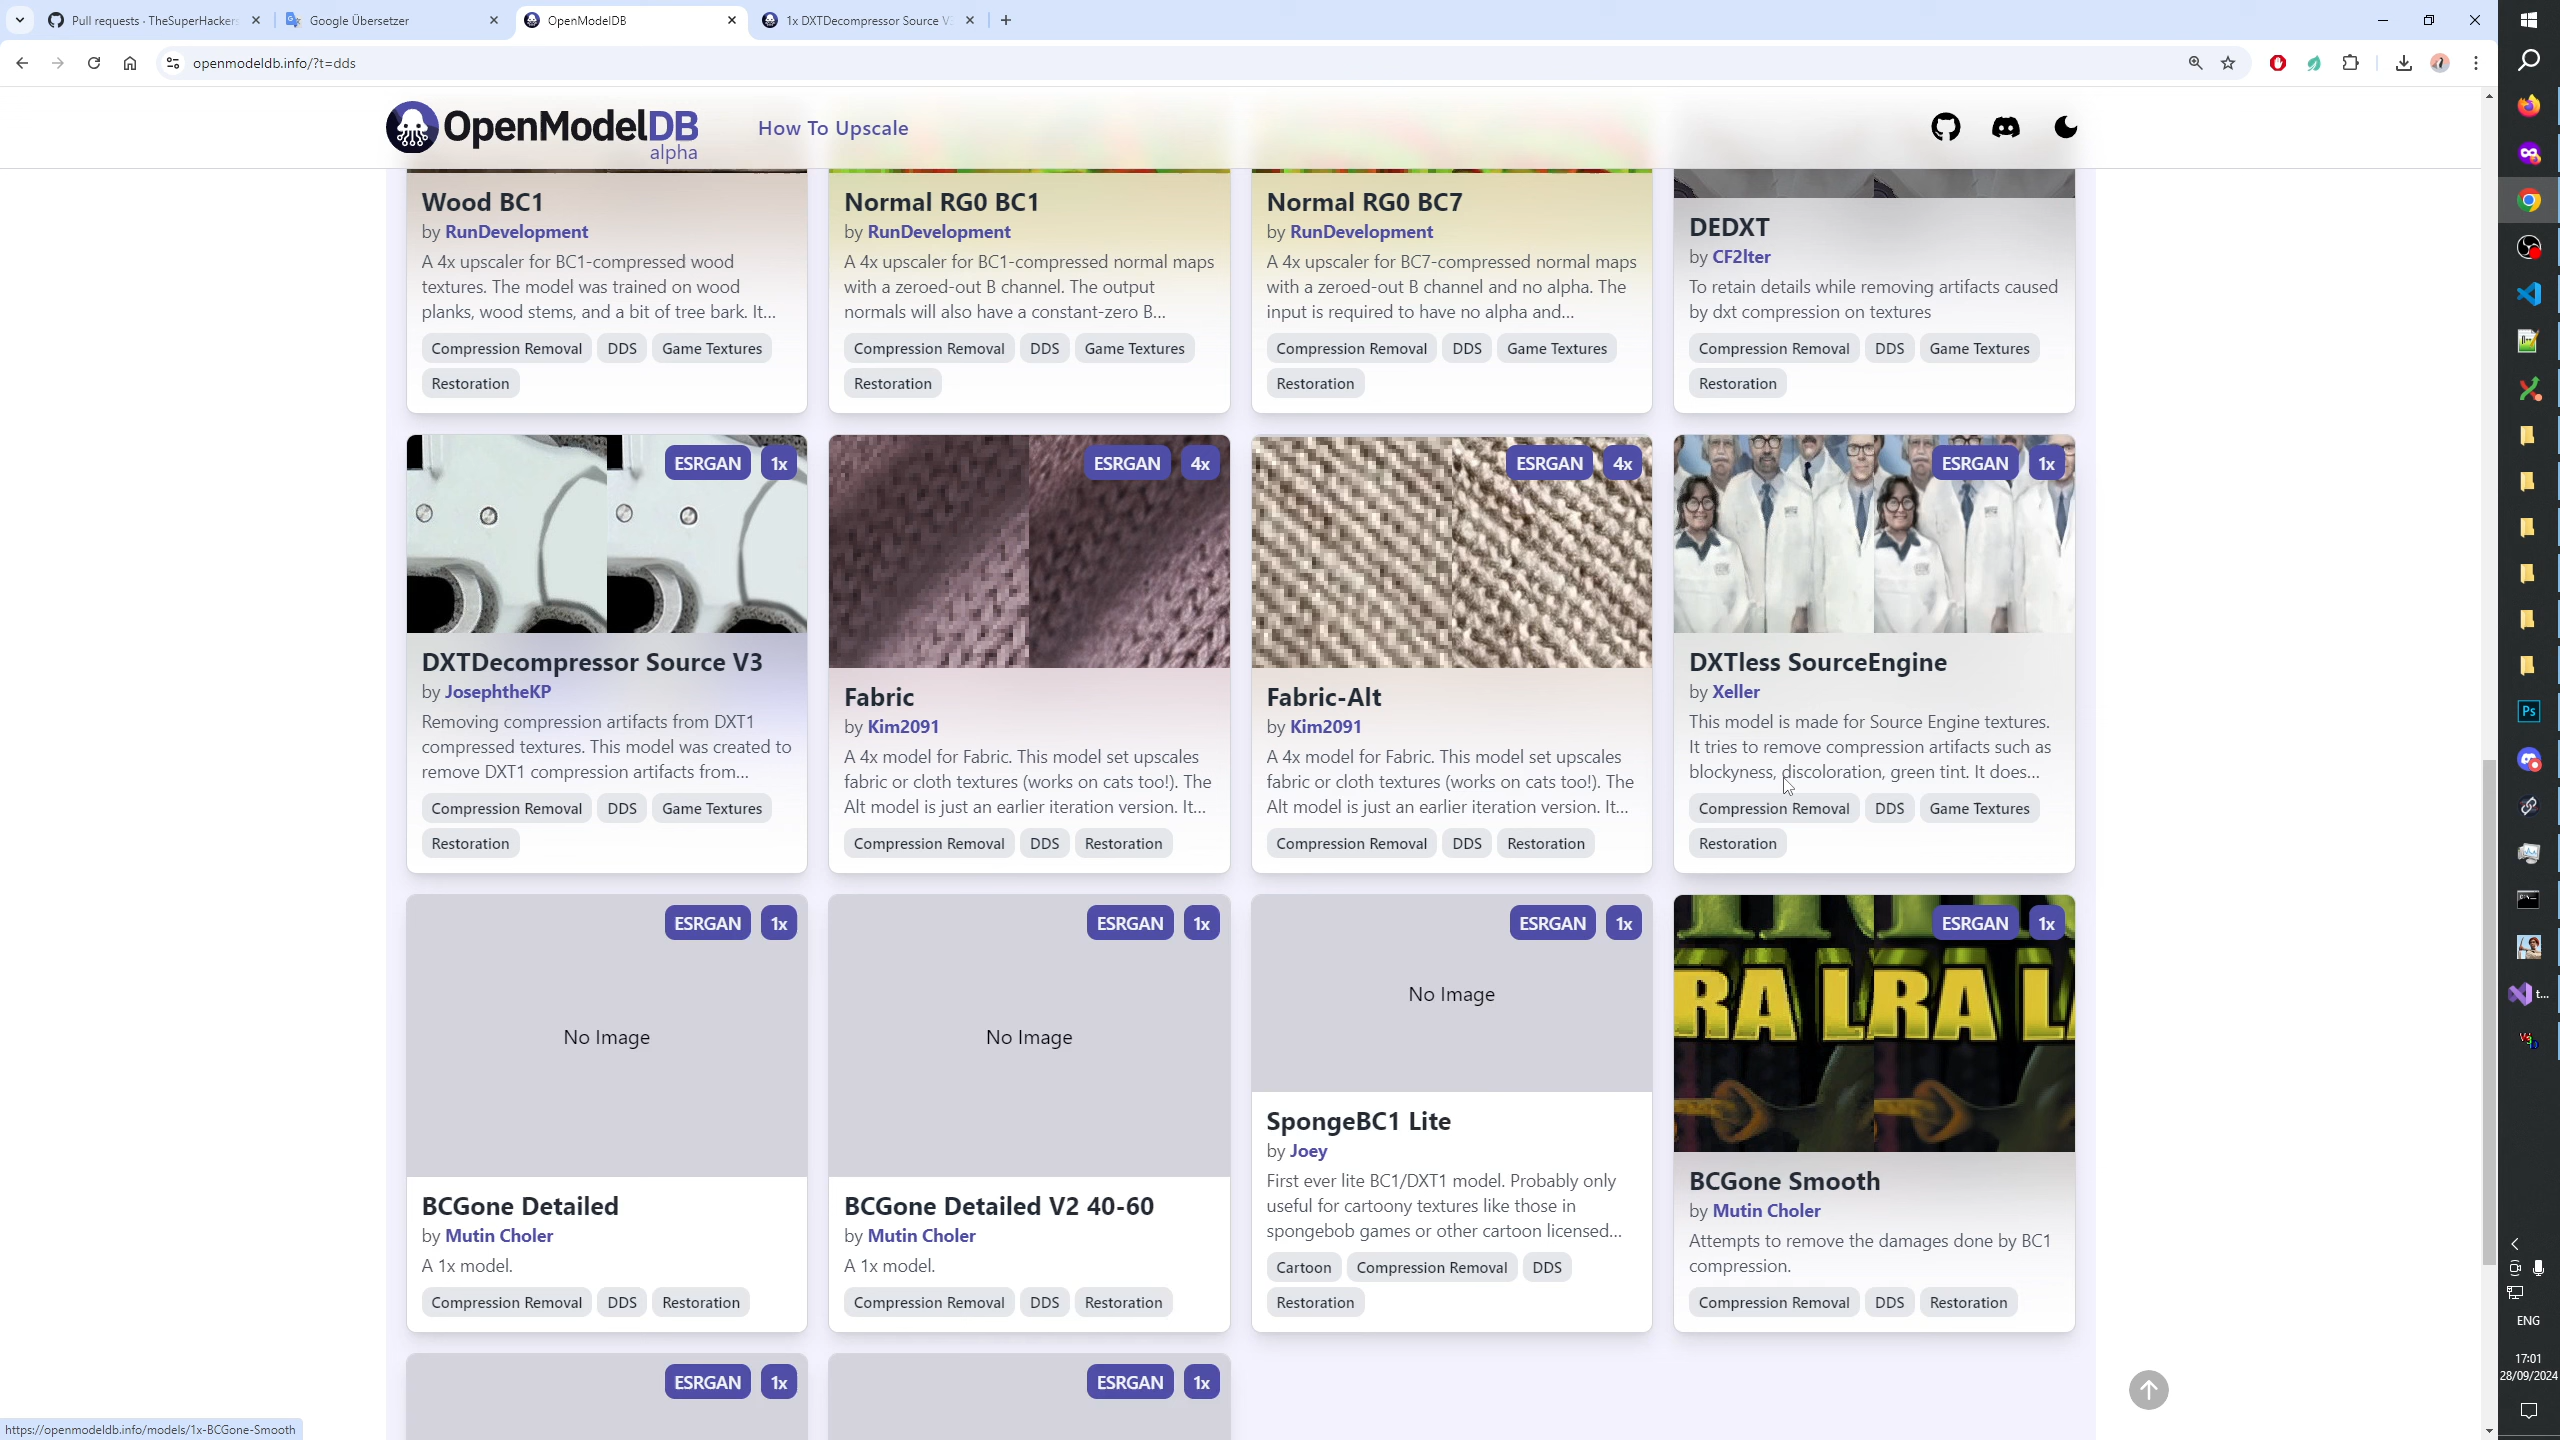 Pull requests · TheSuperHackers
Google Übersetzer
OpenModelDB
1x DXTDecompressor Source V
openmodeldb.info/?t=dds
OpenModelDB
alpha
How To Upscale
Wood BC1
by RunDevelopment
A 4x upscaler for BC1-compressed wood
textures. The model was trained on wood
planks, wood stems, and a bit of tree bark. It...
Compression Removal DDS Game Textures
Restoration
Normal RG0 BC1
by RunDevelopment
A 4x upscaler for BC1-compressed normal maps
with a zeroed-out B channel. The output
normals will also have a constant-zero B...
Compression Removal DDS Game Textures
Restoration
Normal RG0 BC7
by RunDevelopment
A 4x upscaler for BC7-compressed normal maps
with a zeroed-out B channel and no alpha. The
input is required to have no alpha and...
Compression Removal DDS Game Textures
Restoration
DEDXT
by CF2lter
To retain details while removing artifacts caused
by dxt compression on textures
Compression Removal DDS Game Textures
Restoration
ESRGAN 1x
DXTDecompressor Source V3
by JosephtheKP
Removing compression artifacts from DXT1
compressed textures. This model was created to
remove DXT1 compression artifacts from...
Compression Removal DDS Game Textures
Restoration
ESRGAN 4x
Fabric
by Kim2091
A 4x model for Fabric. This model set upscales
fabric or cloth textures (works on cats too!). The
Alt model is just an earlier iteration version. It...
Compression Removal DDS Restoration
ESRGAN 4x
Fabric-Alt
by Kim2091
A 4x model for Fabric. This model set upscales
fabric or cloth textures (works on cats too!). The
Alt model is just an earlier iteration version. It...
Compression Removal DDS Restoration
ESRGAN 1x
DXTless SourceEngine
by Xeller
This model is made for Source Engine textures.
It tries to remove compression artifacts such as
blockyness, discoloration, green tint. It does...
Compression Removal DDS Game Textures
Restoration
ESRGAN 1x
No Image
BCGone Detailed
by Mutin Choler
A 1x model.
Compression Removal DDS Restoration
ESRGAN 1x
No Image
BCGone Detailed V2 40-60
by Mutin Choler
A 1x model.
Compression Removal DDS Restoration
ESRGAN 1x
No Image
SpongeBC1 Lite
by Joey
First ever lite BC1/DXT1 model. Probably only
useful for cartoony textures like those in
spongebob games or other cartoon licensed...
Cartoon Compression Removal DDS
Restoration
ESRGAN 1x
RA LRA L
BCGone Smooth
by Mutin Choler
Attempts to remove the damages done by BC1
compression.
Compression Removal DDS Restoration
ESRGAN 1x
ESRGAN 1x
https://openmodeldb.info/models/1x-BCGone-Smooth
Ps
t...
ENG
17:01
28/09/2024